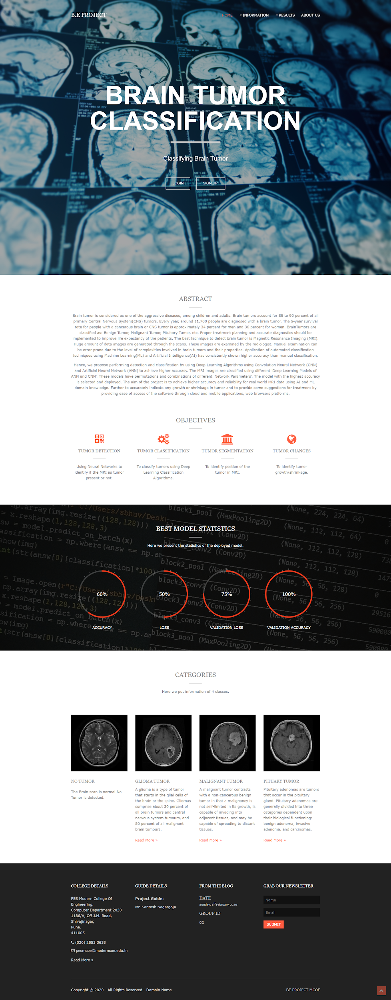 B.E PROJECT
HOME
INFORMATION
RESULTS
ABOUT US
BRAIN TUMOR
CLASSIFICATION
Classifying Brain Tumor
LOGIN
SIGN UP!
ABSTRACT
Brain tumor is considered as one of the aggressive diseases, among children and adults. Brain tumors account for 85 to 90 percent of all
primary Central Nervous System(CNS) tumors. Every year, around 11,700 people are diagnosed with a brain tumor. The 5-year survival
rate for people with a cancerous brain or CNS tumor is approximately 34 percent for men and 36 percent for women. BrainTumors are
classified as: Benign Tumor, Malignant Tumor, Pituitary Tumor, etc. Proper treatment planning and accurate diagnostics should be
implemented to improve life expectancy of the patients. The best technique to detect brain tumor is Magnetic Resonance Imaging (MRI).
Huge amount of data images are generated through the scans. These images are examined by the radiologist. Manual examination can
be error prone due to the level of complexities involved in brain tumors and their properties. Application of automated classification
techniques using Machine Learning(ML) and Artificial Intelligence(AI) has consistently shown higher accuracy than manual classification.
Hence, we propose performing detection and classification by using Deep Learning Algorithms using Convolution Neural Network (CNN)
and Artificial Neural Network (ANN) to achieve higher accuracy. The MRI images are classified using different 'Deep Learning Models of
ANN and CNN'. These models have permutations and combinations of different 'Network Parameters'. The model with the highest accuracy
is selected and deployed. The aim of the project is to achieve higher accuracy and reliability for real world MRI data using AI and ML
domain knowledge. Further to accurately indicate any growth or shrinkage in tumor and to provide some suggestions for treatment by
providing ease of access of the software through cloud and mobile applications, web browsers platforms.
OBJECTIVES
TUMOR DETECTION
Using Neural Networks to
identify if the MRI as tumor
present or not.
TUMOR CLASSIFICATION
To classify tumors using Deep
Learning Classification
Algorithms.
TUMOR SEGMENTATION
To identify postion of the
tumor in MRI.
TUMOR CHANGES
To identify tumor
growth/shrinkage.
BEST MODEL STATISTICS
Here we present the statistics of the deployed model.
60%
ACCURACY
50%
LOSS
75%
VALIDATION LOSS
100%
VALIDATION ACCURACY
CATEGORIES
Here we put information of 4 classes.
NO TUMOR
The Brain scan is normal.No
Tumor is detected.
GLIOMA TUMOR
A glioma is a type of tumor
that starts in the glial cells of
the brain or the spine. Gliomas
comprise about 30 percent of
all brain tumors and central
nervous system tumours, and
80 percent of all malignant
brain tumours.
Read More »
MALIGNANT TUMOR
A malignant tumor contrasts
with a non-cancerous benign
tumor in that a malignancy is
not self-limited in its growth, is
capable of invading into
adjacent tissues, and may be
capable of spreading to distant
tissues.
Read More »
PITUARY TUMOR
Pituitary adenomas are tumors
that occur in the pituitary
gland. Pituitary adenomas are
generally divided into three
categories dependent upon
their biological functioning:
benign adenoma, invasive
adenoma, and carcinomas.
Read More »
COLLEGE DETAILS
PES Modern College Of
Engineering.
Computer Department 2020
1186/A, Off J.M. Road,
Shivajinagar,
Pune.
411005
(020) 2553 3638
pesmcoe@moderncoe.edu.in
Read More »
GUIDE DETAILS
Project Guide:
Mr. Santosh Nagargoje
FROM THE BLOG
DATE
Sunday, 6thFebruary 2020
GROUP ID
02
GRAB OUR NEWSLETTER
Name
Email
SUBMIT
Copyright © 2020 - All Rights Reserved - Domain Name
BE PROJECT MCOE